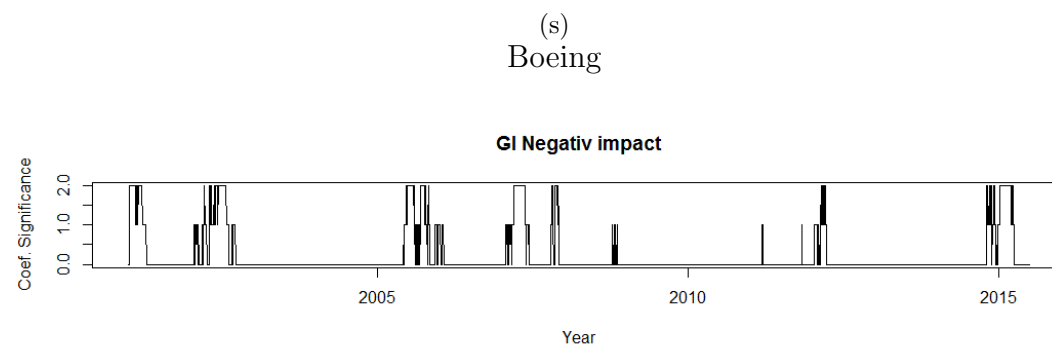 (s)
Boeing
GI Negativ impact
Coef. Significance
2.0
1.0
0.0
2005
2010
2015
Year